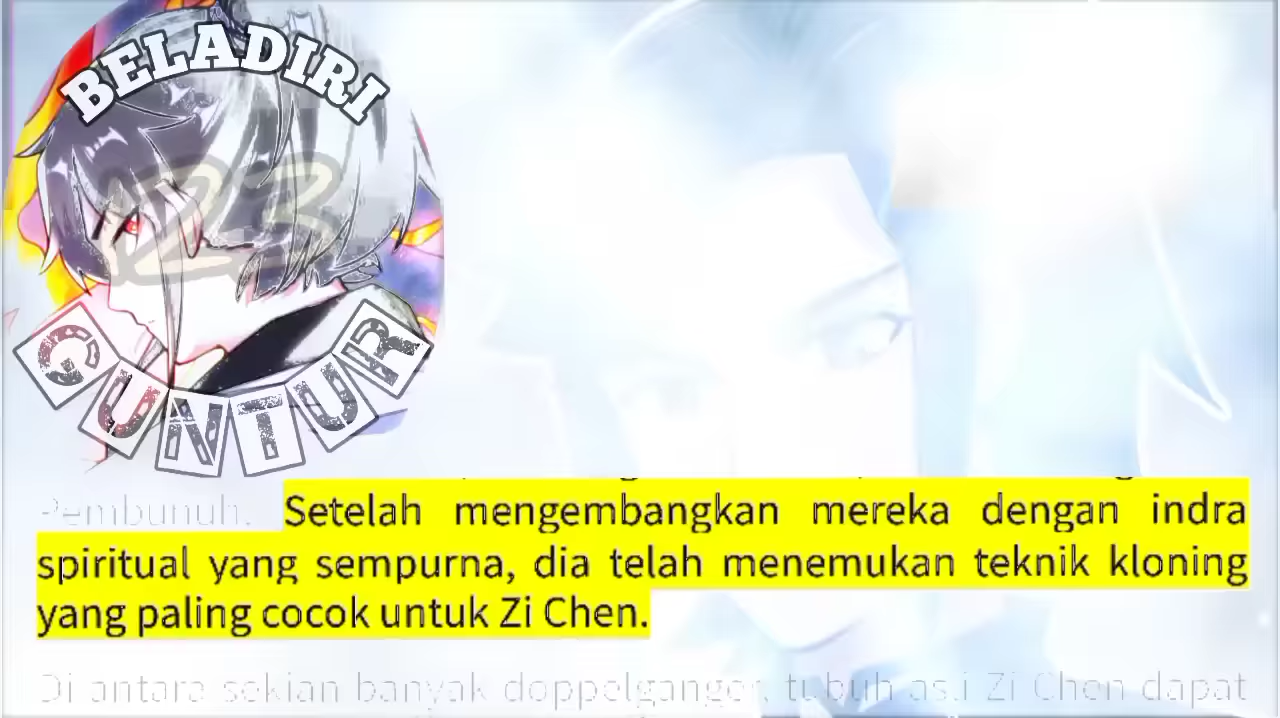 BELADIRI
123
GUNTUR
Pembunuh. Setelah mengembangkan mereka dengan indra
spiritual yang sempurna, dia telah menemukan teknik kloning
yang paling cocok untuk Zi Chen.
Di antara sekian banyak doppelganger, tubuh asli Zi Chen dapat